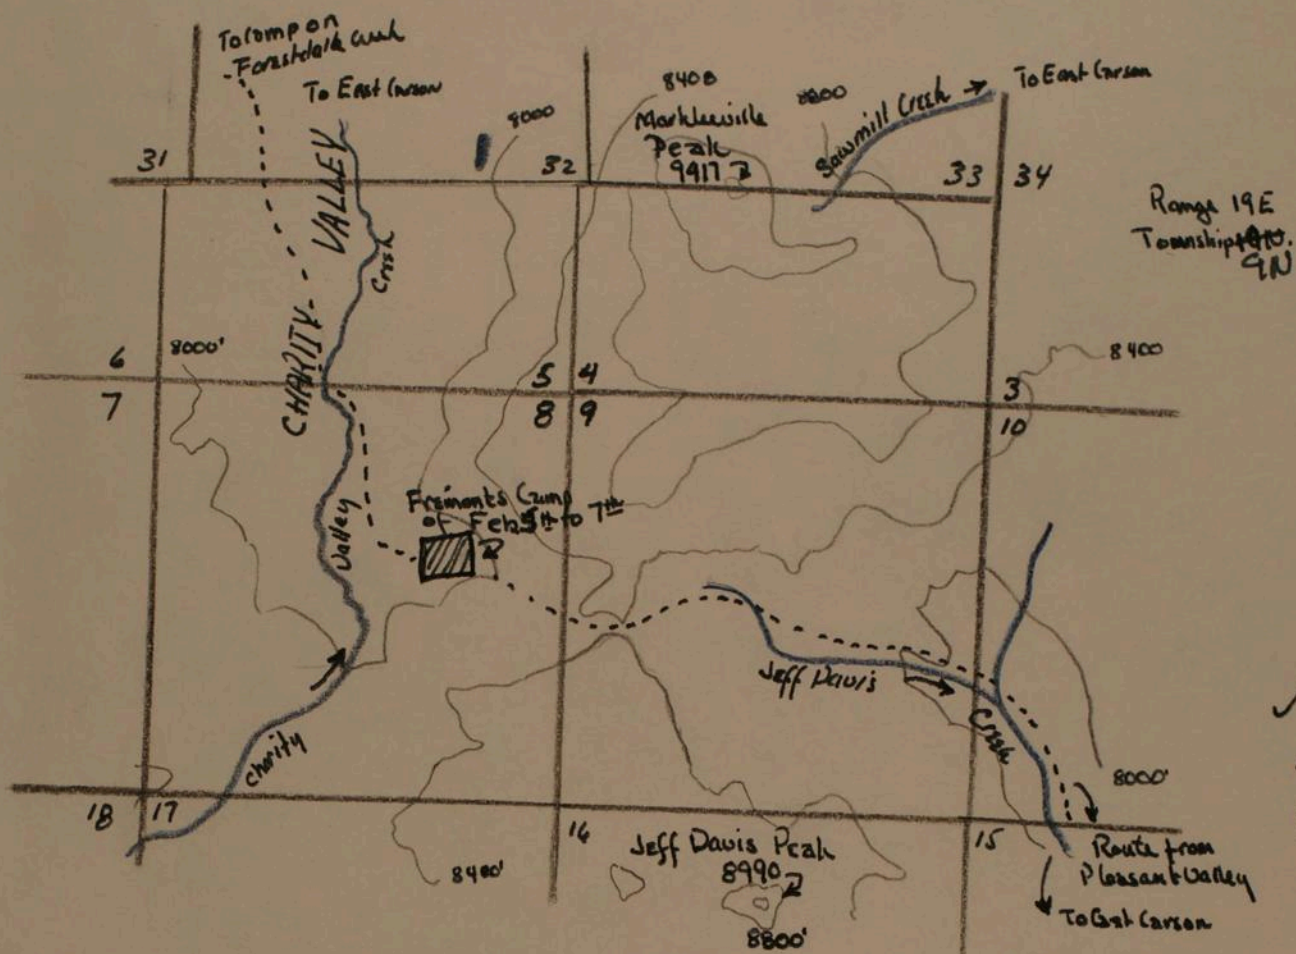 To Camp on
Forestdale Creek
To East Carson
8000
8400
8800
Sawmill Creek
To East Carson
Markleeville
Peak
9417
31
32
33
34
Range 19E
Township
9N
CHARITY VALLEY
Creek
6
8000'
5
4
3
8400
7
8
9
10
Fremonts Camp
of Feb 5th to 7th
Valley
Jeff Davis
Creek
Charity
8000'
18
17
16
15
Jeff Davis Peak
8990
8400'
8800'
Route from
Pleasant Valley
To East Carson